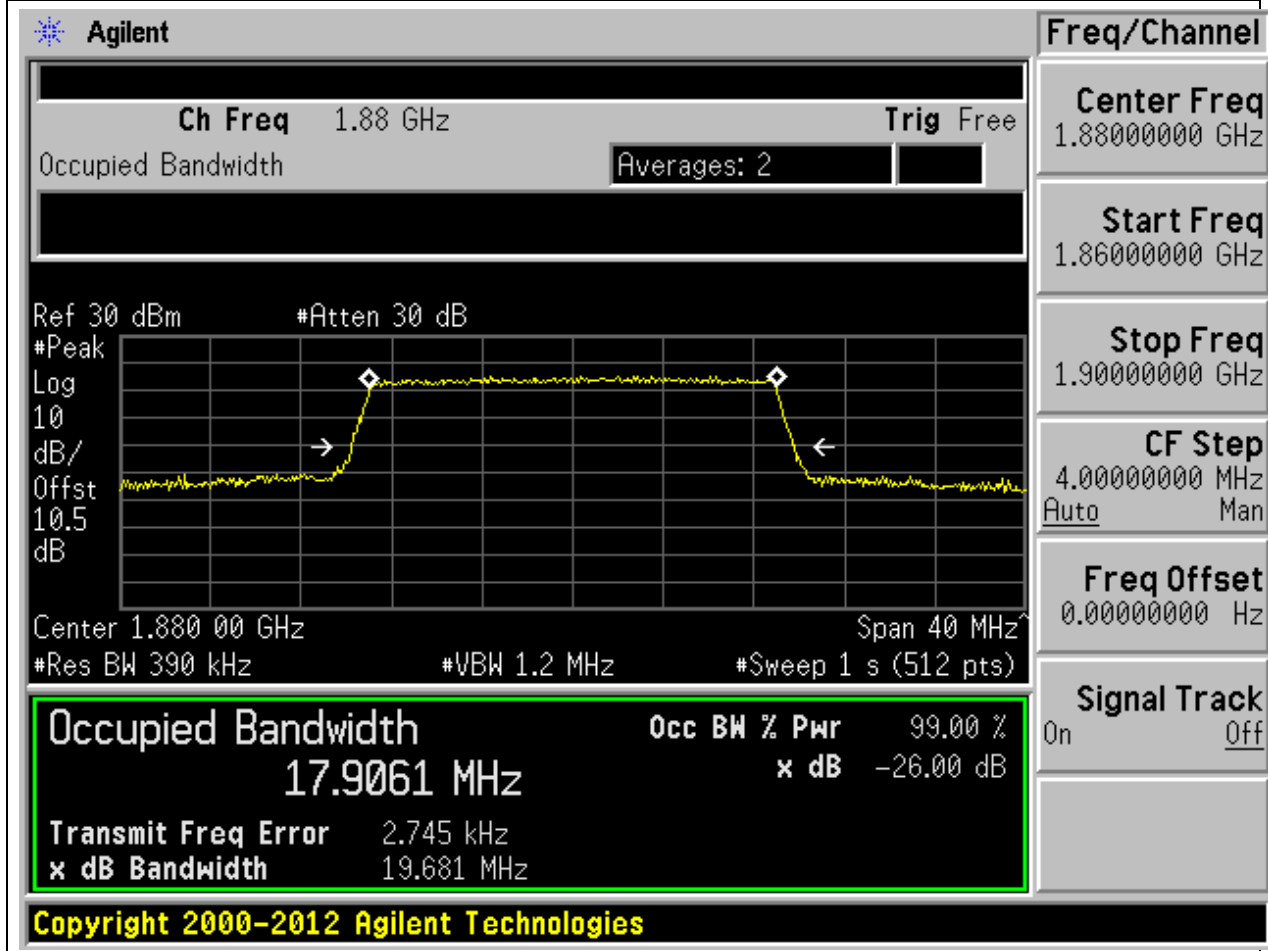 Agilent
Ch Freq 1.88 GHz Trig Free
Occupied Bandwidth Averages: 2
Ref 30 dBm #Atten 30 dB
#Peak
Log
10
dB/
Offst
10.5
dB
Center 1.880 00 GHz Span 40 MHz^
#Res BW 390 kHz #VBW 1.2 MHz #Sweep 1 s (512 pts)
Occupied Bandwidth Occ BW % Pwr 99.00 %
17.9061 MHz x dB -26.00 dB
Transmit Freq Error 2.745 kHz
x dB Bandwidth 19.681 MHz
Copyright 2000-2012 Agilent Technologies
Freq/Channel
Center Freq
1.88000000 GHz
Start Freq
1.86000000 GHz
Stop Freq
1.90000000 GHz
CF Step
4.00000000 MHz
Auto Man
Freq Offset
0.00000000 Hz
Signal Track
On Off